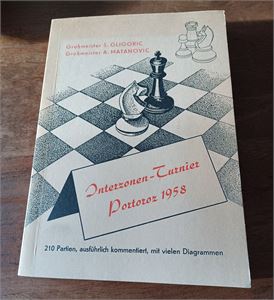 Großmeister S. GLIGORIC
Großmeister A. MATANOVIC
Interzonen-Turnier
Portoroz 1958
210 Partien, ausführlich kommentiert, mit vielen Diagrammen